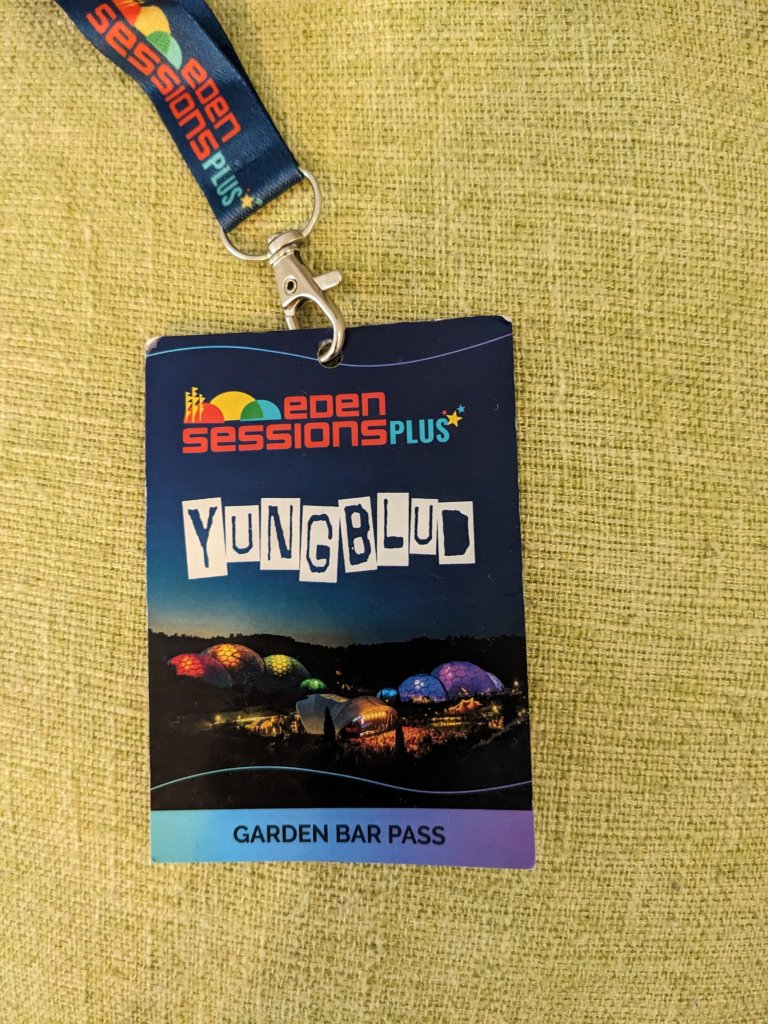 eden
sessions
PLUS
eden
sessions PLUS
YUNGBLUD
GARDEN BAR PASS